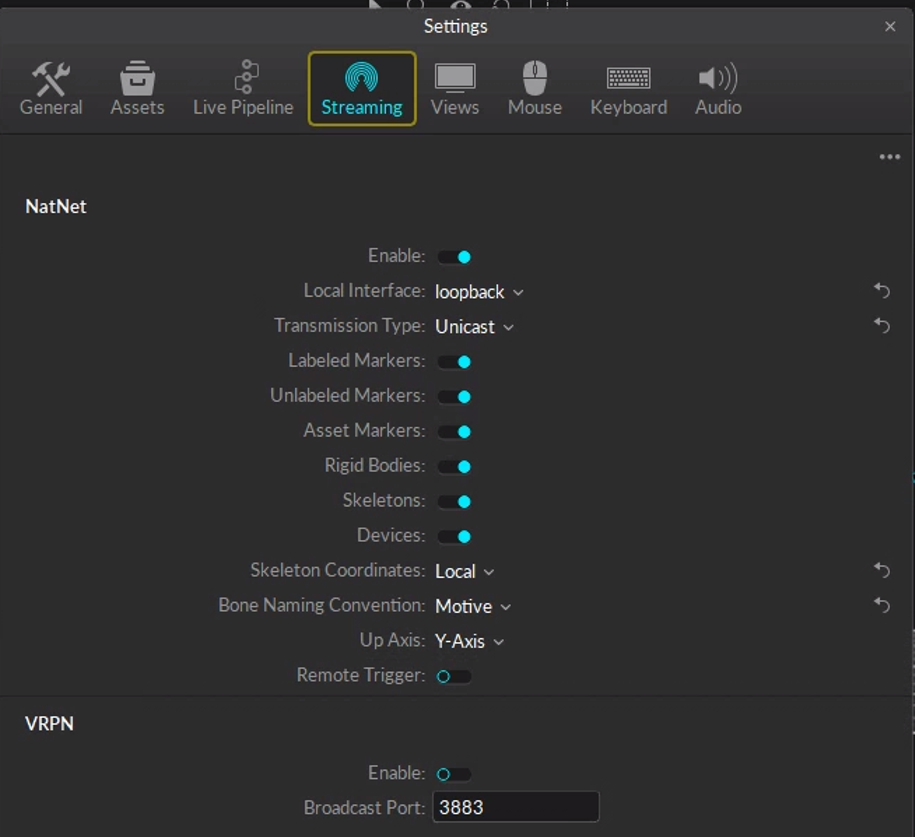 Settings
General Assets Live Pipeline Streaming Views Mouse Keyboard Audio
NatNet
Enable:
Local Interface: loopback
Transmission Type: Unicast
Labeled Markers:
Unlabeled Markers:
Asset Markers:
Rigid Bodies:
Skeletons:
Devices:
Skeleton Coordinates: Local
Bone Naming Convention: Motive
Up Axis: Y-Axis
Remote Trigger:
VRPN
Enable:
Broadcast Port: 3883